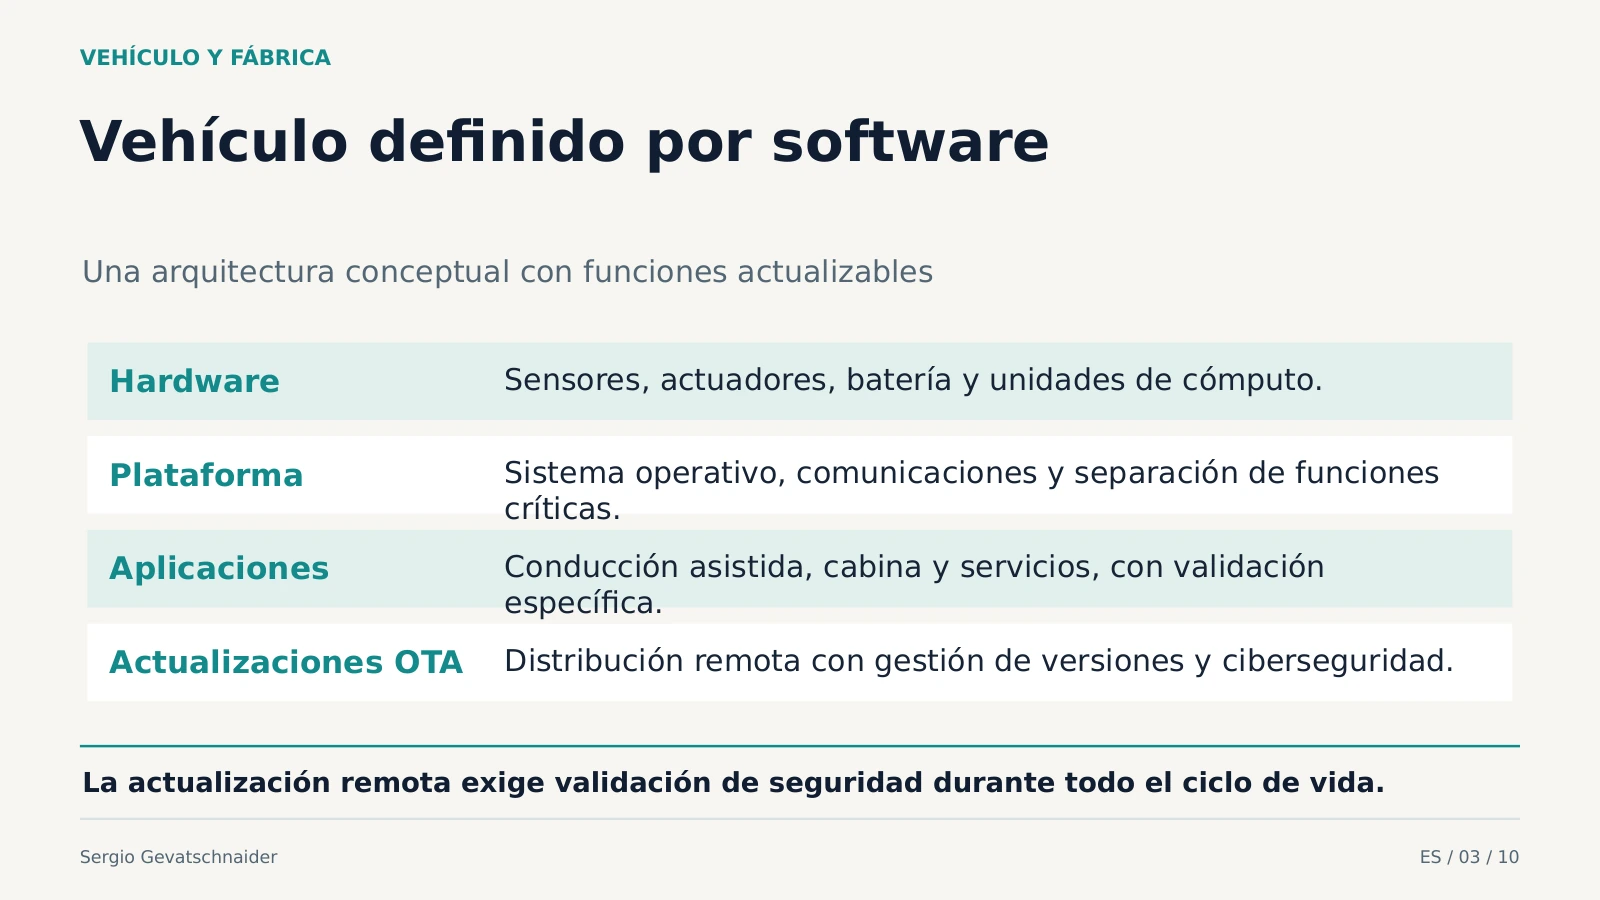 VEHÍCULO Y FÁBRICA
Vehículo definido por software
Una arquitectura conceptual con funciones actualizables
Hardware
Sensores, actuadores, batería y unidades de cómputo.
Plataforma
Sistema operativo, comunicaciones y separación de funciones
críticas.
Aplicaciones
Conducción asistida, cabina y servicios, con validación
específica.
Actualizaciones OTA
Distribución remota con gestión de versiones y ciberseguridad.
La actualización remota exige validación de seguridad durante todo el ciclo de vida.
Sergio Gevatschnaider
ES / 03 / 10